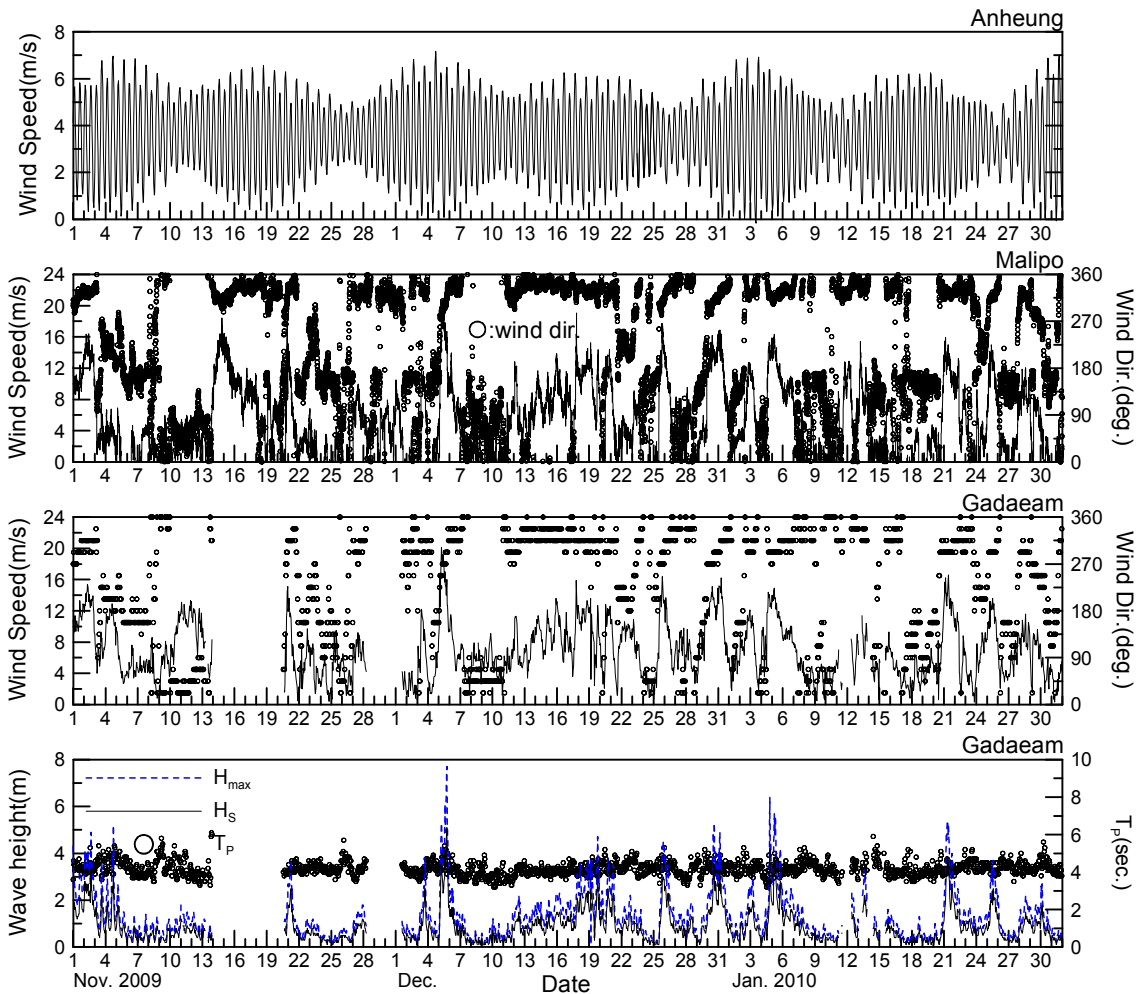 Anheung
Wind Speed(m/s)
8
6
4
2
0
1 4 7 10 13 16 19 22 25 28 1 4 7 10 13 16 19 22 25 28 31 3 6 9 12 15 18 21 24 27 30
Malipo
Wind Speed(m/s)
24
20
16
12
8
4
0
O:wind dir.
360
270
180
90
0
Wind Dir.(deg.)
1 4 7 10 13 16 19 22 25 28 1 4 7 10 13 16 19 22 25 28 31 3 6 9 12 15 18 21 24 27 30
Gadaeam
Wind Speed(m/s)
24
20
16
12
8
4
0
360
270
180
90
0
Wind Dir.(deg.)
1 4 7 10 13 16 19 22 25 28 1 4 7 10 13 16 19 22 25 28 31 3 6 9 12 15 18 21 24 27 30
Gadaeam
Wave height(m)
8
6
4
2
0
Hmax
HS
TP
10
8
6
4
2
0
TP(sec.)
1 4 7 10 13 16 19 22 25 28 1 4 7 10 13 16 19 22 25 28 31 3 6 9 12 15 18 21 24 27 30
Nov. 2009 Dec. Date Jan. 2010